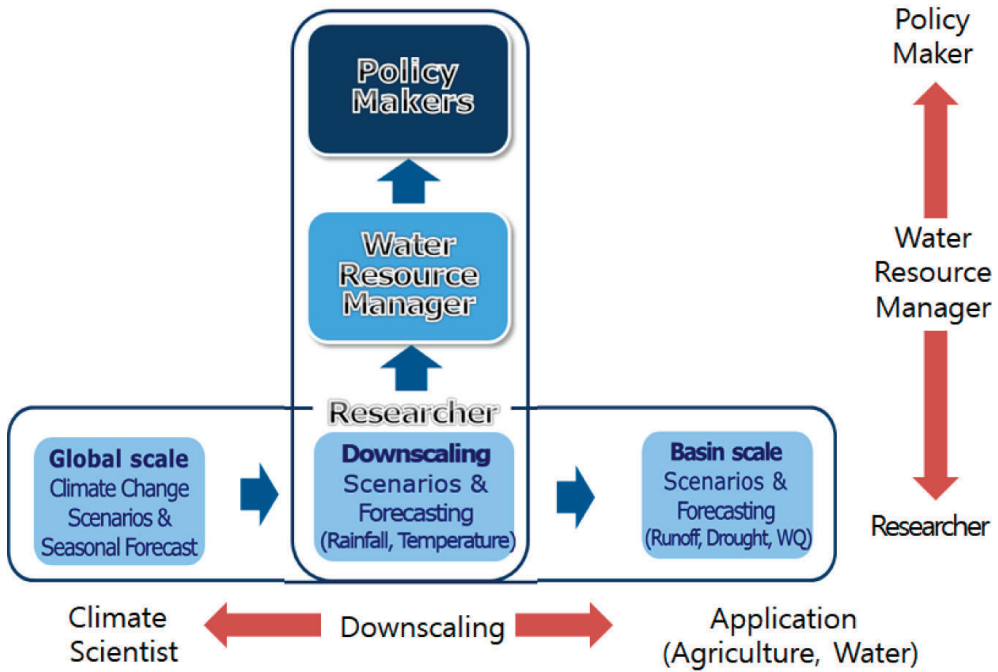 Policy
Makers
Water
Resource
Manager
Researcher
Global scale
Climate Change
Scenarios &
Seasonal Forecast
Downscaling
Scenarios &
Forecasting
(Rainfall, Temperature)
Basin scale
Scenarios &
Forecasting
(Runoff, Drought, WQ)
Climate
Scientist
Downscaling
Application
(Agriculture, Water)
Policy
Maker
Water
Resource
Manager
Researcher